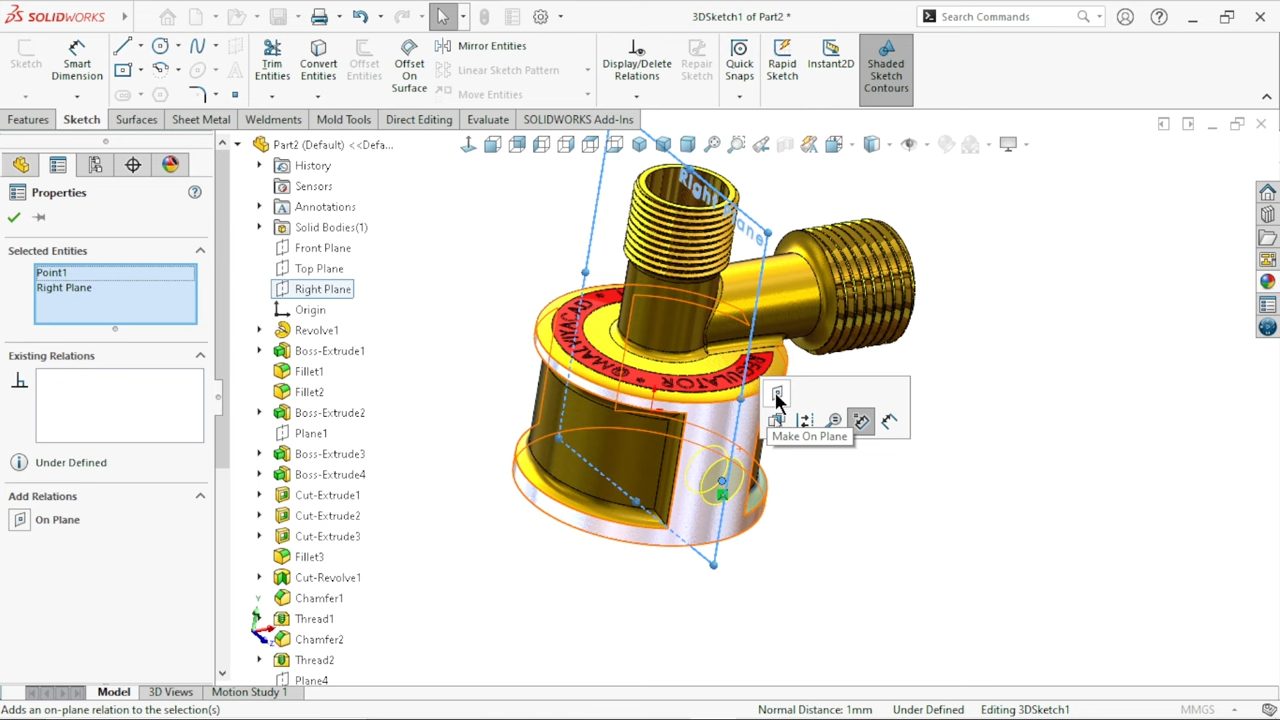 SOLIDWORKS
3DSketch1 of Part2 *
Search Commands
Sketch
Smart Dimension
Trim Entities
Convert Entities
Offset Entities
Offset On Surface
Mirror Entities
Linear Sketch Pattern
Move Entities
Display/Delete Relations
Repair Sketch
Quick Snaps
Rapid Sketch
Instant2D
Shaded Sketch Contours
Features
Sketch
Surfaces
Sheet Metal
Weldments
Mold Tools
Direct Editing
Evaluate
SOLIDWORKS Add-Ins
Properties
Selected Entities
Point1
Right Plane
Existing Relations
Under Defined
Add Relations
On Plane
Part2 (Default) <<Defa...
History
Sensors
Annotations
Solid Bodies(1)
Front Plane
Top Plane
Right Plane
Origin
Revolve1
Boss-Extrude1
Fillet1
Fillet2
Boss-Extrude2
Plane1
Boss-Extrude3
Boss-Extrude4
Cut-Extrude1
Cut-Extrude2
Cut-Extrude3
Fillet3
Cut-Revolve1
Chamfer1
Thread1
Chamfer2
Thread2
Plane4
Y
Z
Right Plane
REGULATOR * @MALVIYACAD *
Make On Plane
Model
3D Views
Motion Study 1
Adds an on-plane relation to the selection(s)
Normal Distance: 1mm
Under Defined
Editing 3DSketch1
MMGS